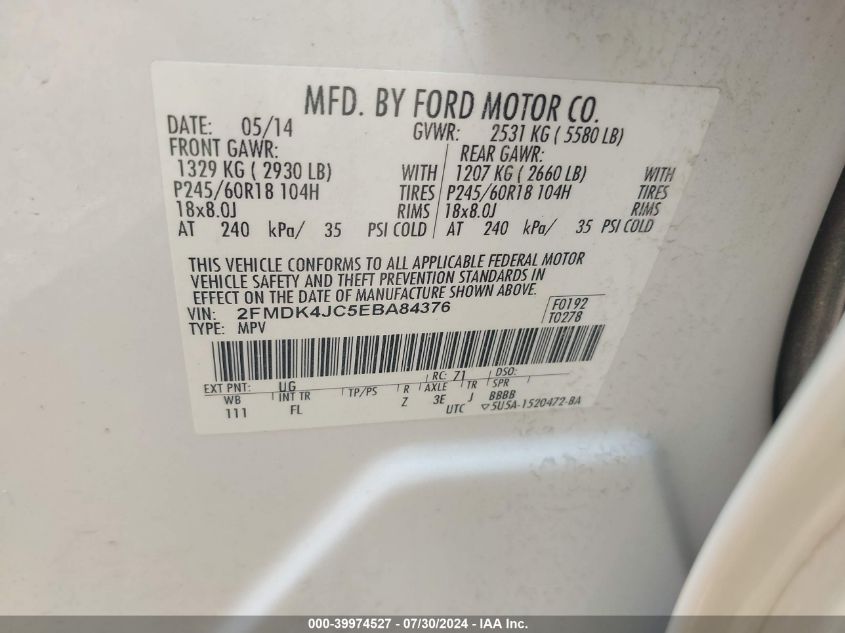 MFD. BY FORD MOTOR CO.
DATE: 05/14 GVWR: 2531 KG ( 5580 LB)
FRONT GAWR: REAR GAWR:
1329 KG ( 2930 LB) WITH 1207 KG ( 2660 LB) WITH
P245/60R18 104H TIRES P245/60R18 104H TIRES
18x8.0J RIMS 18x8.0J RIMS
AT 240 kPa/ 35 PSI COLD AT 240 kPa/ 35 PSI COLD
THIS VEHICLE CONFORMS TO ALL APPLICABLE FEDERAL MOTOR
VEHICLE SAFETY AND THEFT PREVENTION STANDARDS IN
EFFECT ON THE DATE OF MANUFACTURE SHOWN ABOVE.
VIN: 2FMDK4JC5EBA84376 F0192
TYPE: MPV T0278
EXT PNT: UG RC: Z1 DSO:
WB INT TR TP/PS R AXLE TR SPR
111 FL Z 3E J BBBB
UTC ▽5U5A-1520472-BA
000-39974527 - 07/30/2024 - IAA Inc.